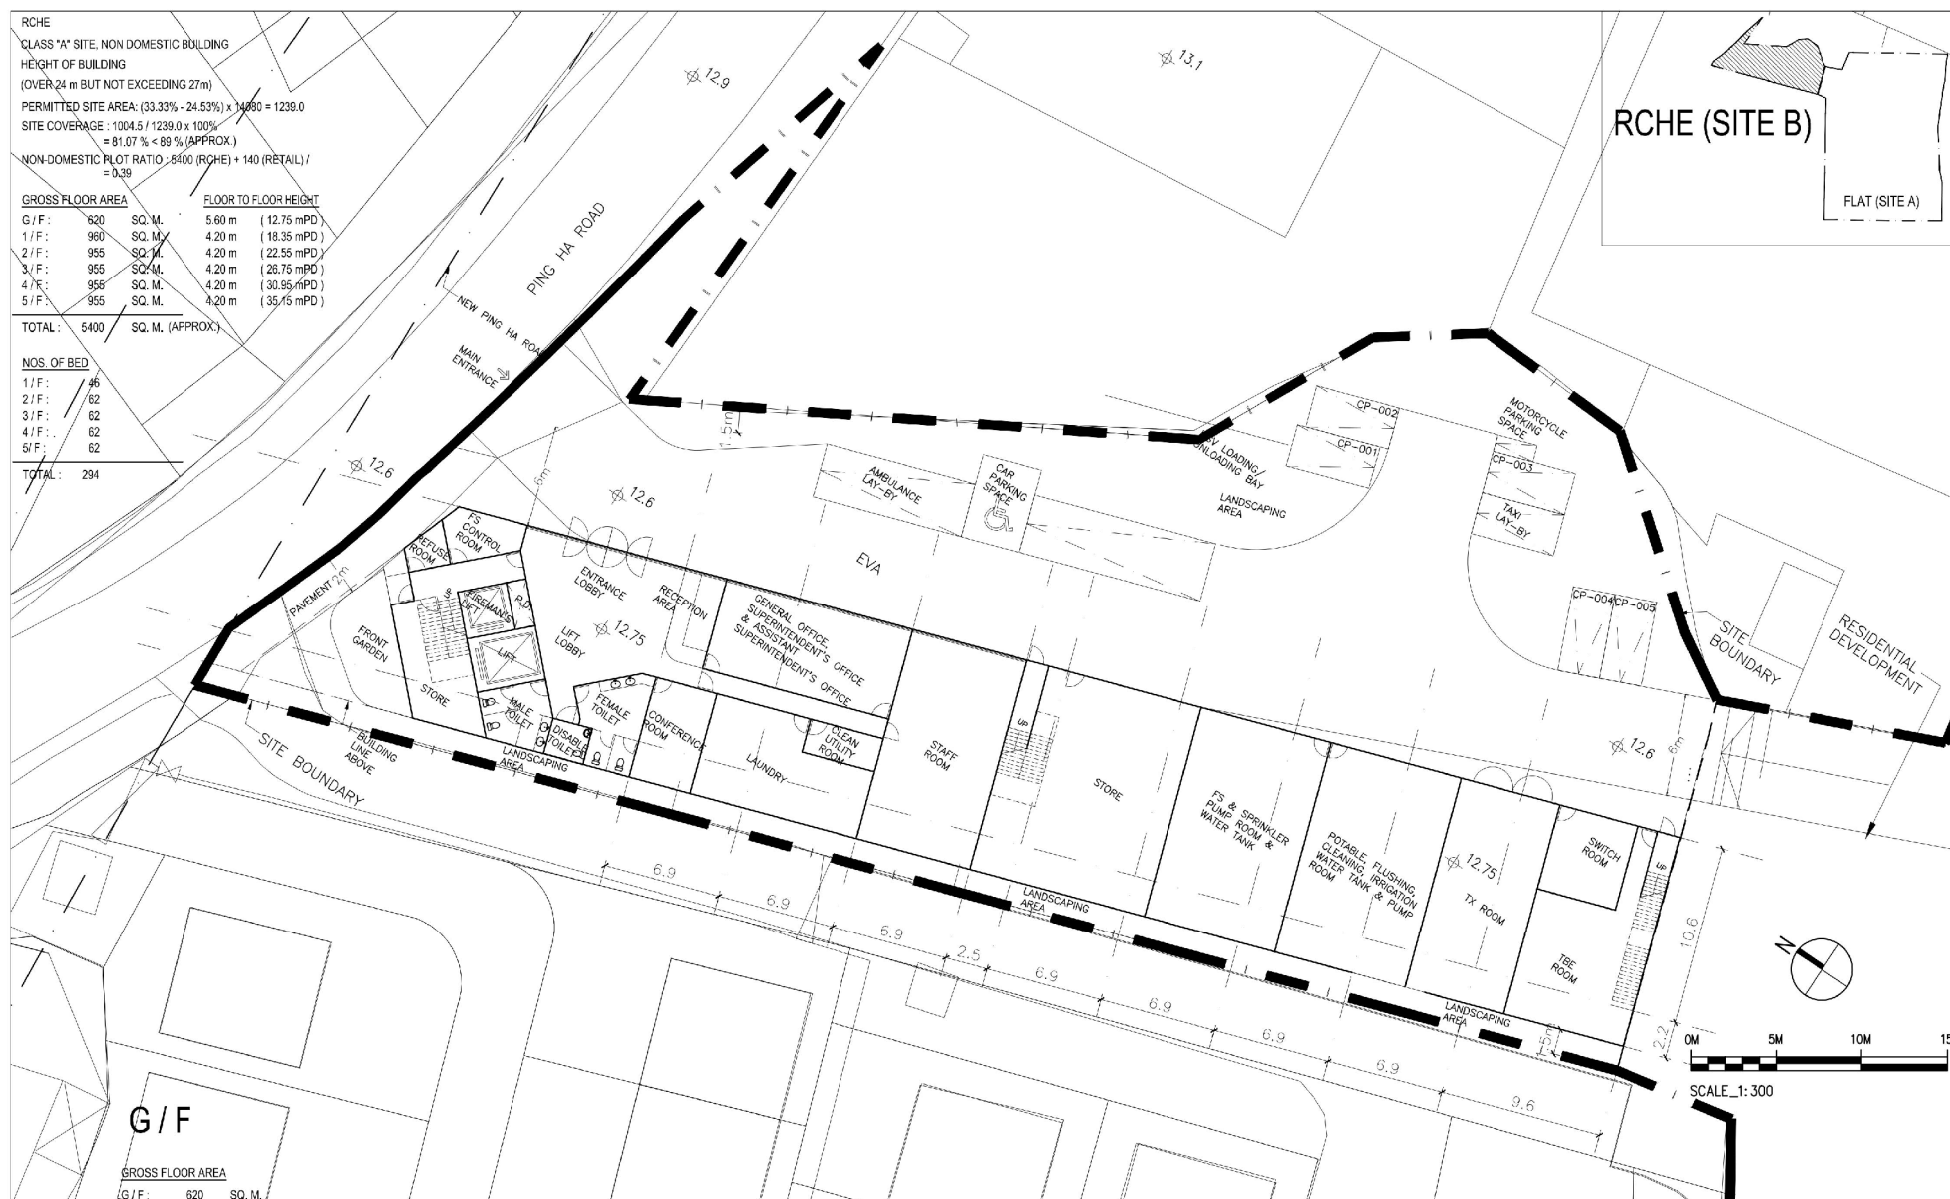 RCHE
CLASS "A" SITE, NON DOMESTIC BUILDING
HEIGHT OF BUILDING
(OVER 24 m BUT NOT EXCEEDING 27m)
PERMITTED SITE AREA: (33.33% - 24.53%) x 14080 = 1239.0
SITE COVERAGE : 1004.5 / 1239.0 x 100%
= 81.07 % < 89 % (APPROX.)
NON-DOMESTIC PLOT RATIO : 5400 (RCHE) + 140 (RETAIL) /
= 0.39
GROSS FLOOR AREA FLOOR TO FLOOR HEIGHT
G / F : 620 SQ. M. 5.60 m ( 12.75 mPD )
1 / F : 960 SQ. M. 4.20 m ( 18.35 mPD )
2 / F : 955 SQ. M. 4.20 m ( 22.55 mPD )
3 / F : 955 SQ. M. 4.20 m ( 26.75 mPD )
4 / F : 955 SQ. M. 4.20 m ( 30.95 mPD )
5 / F : 955 SQ. M. 4.20 m ( 35.15 mPD )
TOTAL : 5400 SQ. M. (APPROX.)
NOS. OF BED
1 / F : 46
2 / F : 62
3 / F : 62
4 / F : 62
5/ F : 62
TOTAL : 294
12.9
13.1
RCHE (SITE B)
FLAT (SITE A)
PING HA ROAD
NEW PING HA ROAD
MAIN
ENTRANCE
12.6
1.5m
6m
12.6
AMBULANCE
LAY-BY
CAR
PARKING
SPACE
LOADING/
UNLOADING BAY
LANDSCAPING
AREA
CP-002
CP-001
MOTORCYCLE
PARKING
SPACE
CP-003
TAXI
LAY-BY
CP-004
CP-005
SITE
BOUNDARY
RESIDENTIAL
DEVELOPMENT
EVA
PAVEMENT 2m
FRONT
GARDEN
REFUSE
ROOM
FS
CONTROL
ROOM
FIREMAN'S
LIFT
P.D.
LIFT
LIFT
LOBBY
ENTRANCE
LOBBY
12.75
RECEPTION
AREA
GENERAL OFFICE,
SUPERINTENDENT'S OFFICE
& ASSISTANT
SUPERINTENDENT'S OFFICE
STORE
MALE
TOILET
DISABLE
TOILET
FEMALE
TOILET
CONFERENCE
ROOM
LAUNDRY
CLEAN
UTILITY
ROOM
STAFF
ROOM
UP
STORE
FS & SPRINKLER
PUMP ROOM &
WATER TANK
POTABLE, FLUSHING,
CLEANING, IRRIGATION
WATER TANK & PUMP
ROOM
12.75
TX ROOM
SWITCH
ROOM
TBE
ROOM
UP
12.6
6m
SITE BOUNDARY
BUILDING
LINE
ABOVE
LANDSCAPING
AREA
LANDSCAPING
AREA
LANDSCAPING
AREA
6.9
6.9
6.9
2.5
6.9
6.9
6.9
6.9
9.6
1.5m
10.6
2.2
N
0M 5M 10M 15
SCALE_1:300
G / F
GROSS FLOOR AREA
G / F : 620 SQ. M.